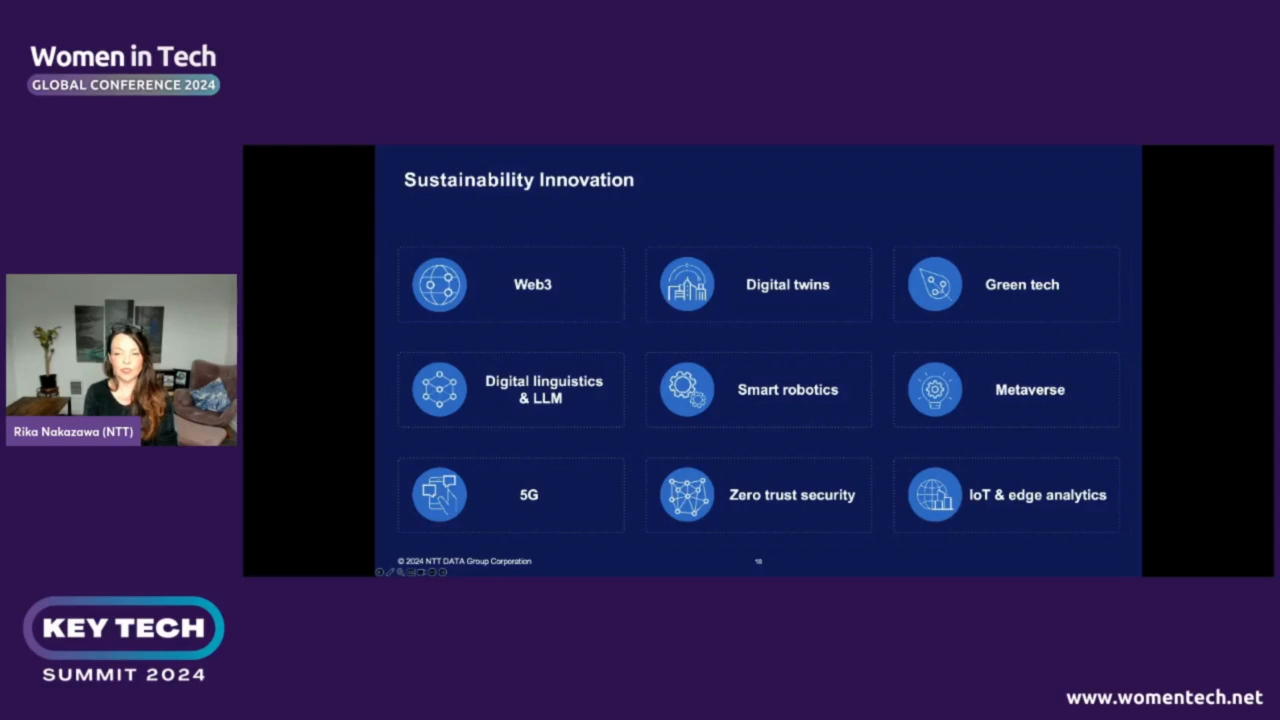 Women in Tech
GLOBAL CONFERENCE 2024
Sustainability Innovation
Web3
Digital twins
Green tech
Digital linguistics
& LLM
Smart robotics
Metaverse
5G
Zero trust security
IoT & edge analytics
© 2024 NTT DATA Group Corporation
Rika Nakazawa (NTT)
KEY TECH
SUMMIT 2024
www.womentech.net